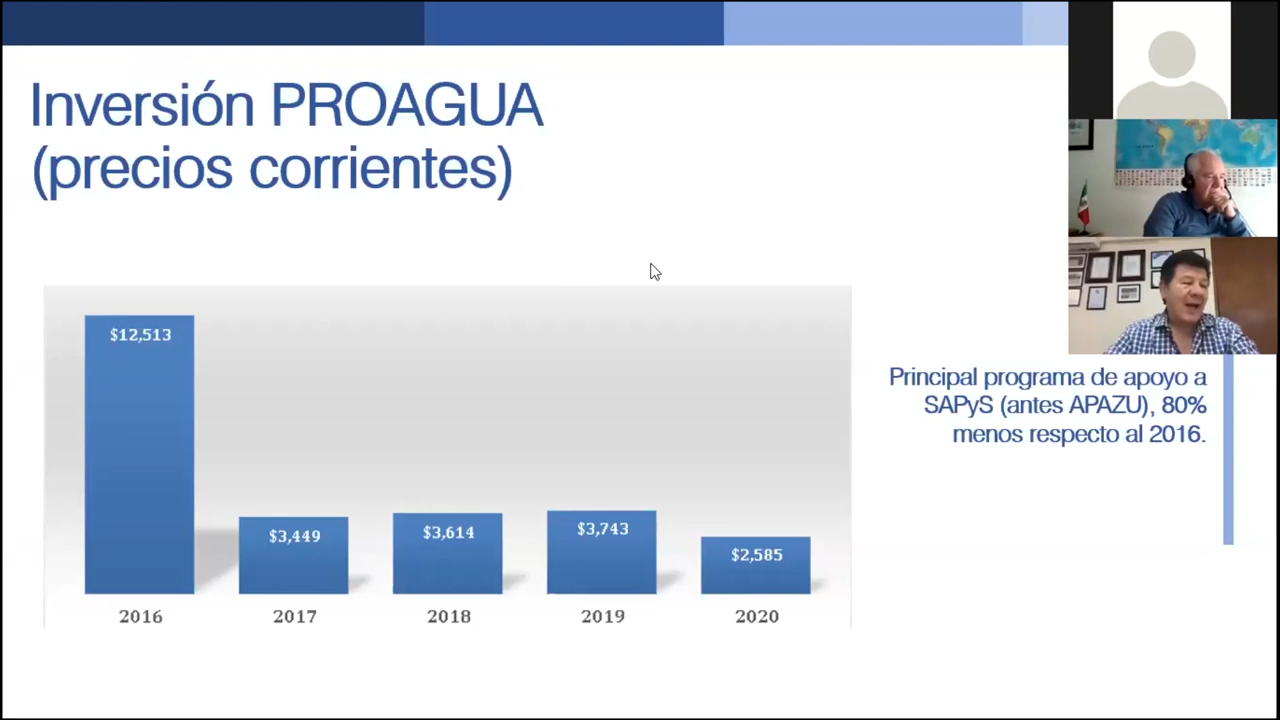 Inversión PROAGUA
(precios corrientes)
$12,513
$3,449
$3,614
$3,743
$2,585
2016
2017
2018
2019
2020
Principal programa de apoyo a
SAPyS (antes APAZU), 80%
menos respecto al 2016.